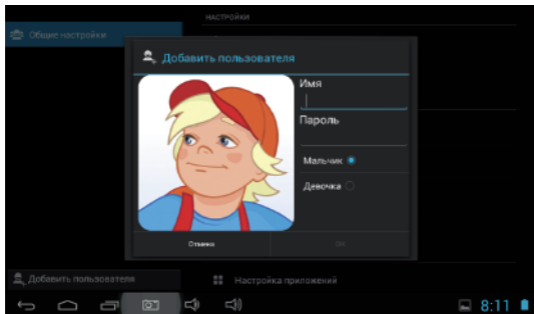 НАСТРОЙКИ
Общие настройки
Добавить пользователя
Имя
Пароль
Мальчик
Девочка
Отмена
ОК
Добавить пользователя
Настройка приложений
8:11